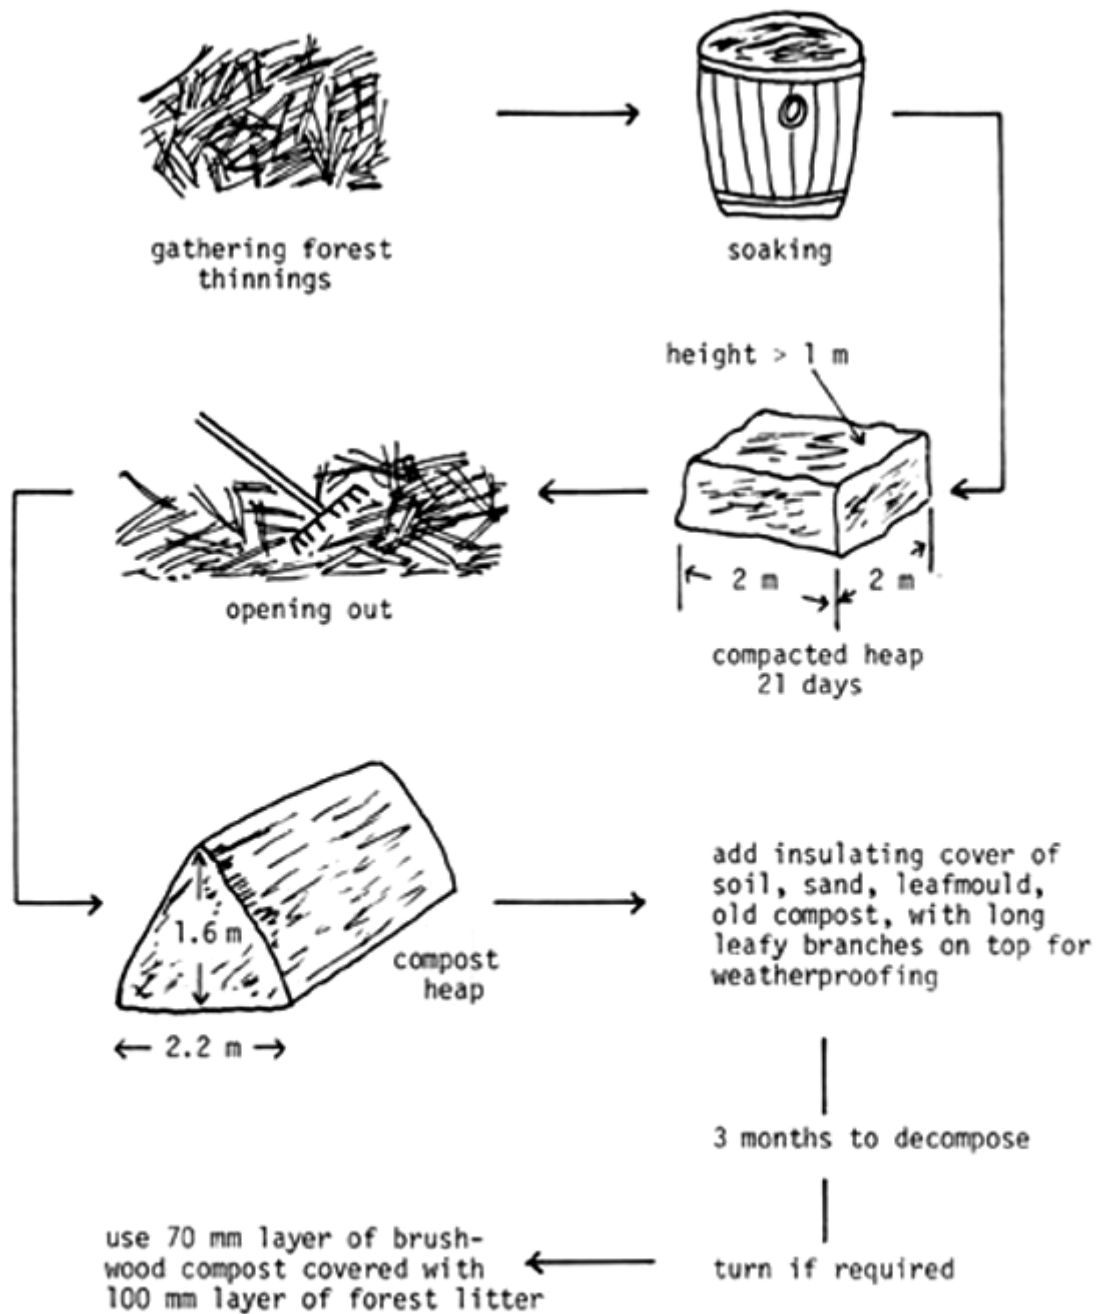 gathering forest
thinnings
soaking
height > 1 m
2 m
2 m
compacted heap
21 days
opening out
1.6 m
2.2 m
compost
heap
add insulating cover of
soil, sand, leafmould,
old compost, with long
leafy branches on top for
weatherproofing
3 months to decompose
turn if required
use 70 mm layer of brush-
wood compost covered with
100 mm layer of forest litter